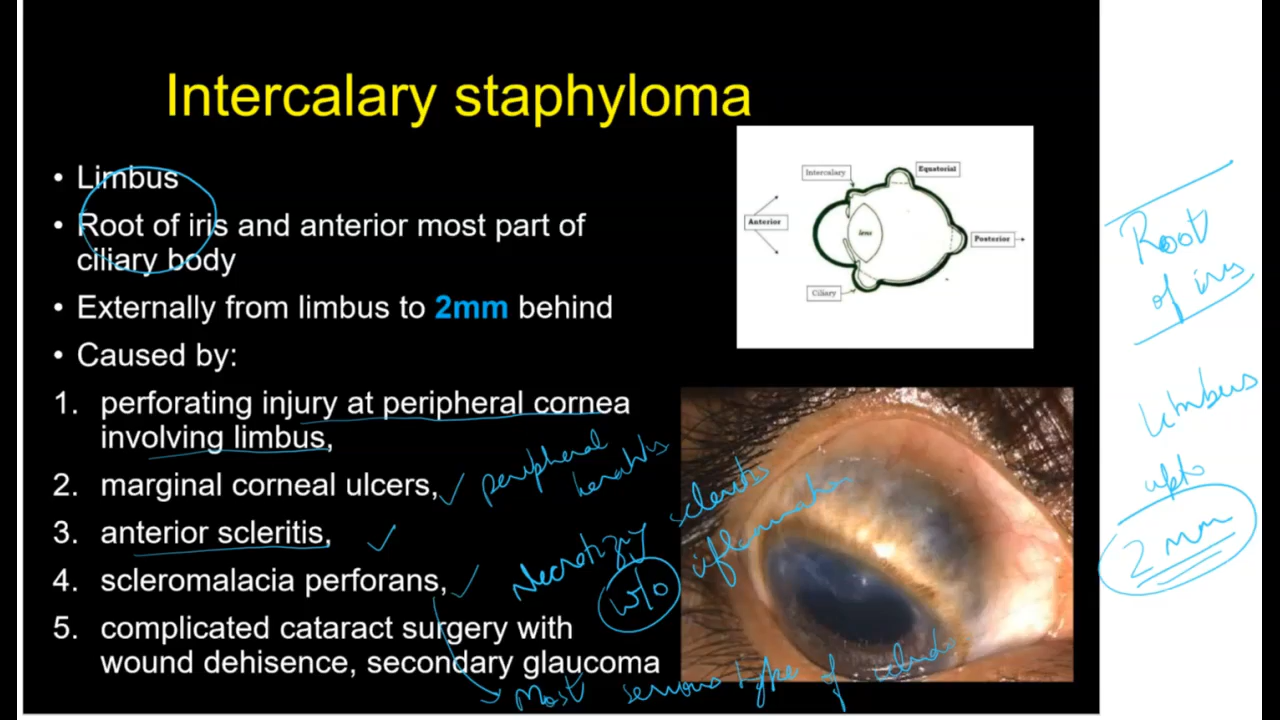 Intercalary staphyloma
• Limbus
• Root of iris and anterior most part of
ciliary body
• Externally from limbus to 2mm behind
• Caused by:
1. perforating injury at peripheral cornea
involving limbus,
2. marginal corneal ulcers,
3. anterior scleritis,
4. scleromalacia perforans,
5. complicated cataract surgery with
wound dehisence, secondary glaucoma
Intercalary
Equatorial
Anterior
lens
Posterior
Ciliary
peripheral
keratitis
Necrotizing scleritis
w/o inflammation
Most serious type of
Root
of iris
limbus
upto
2 mm